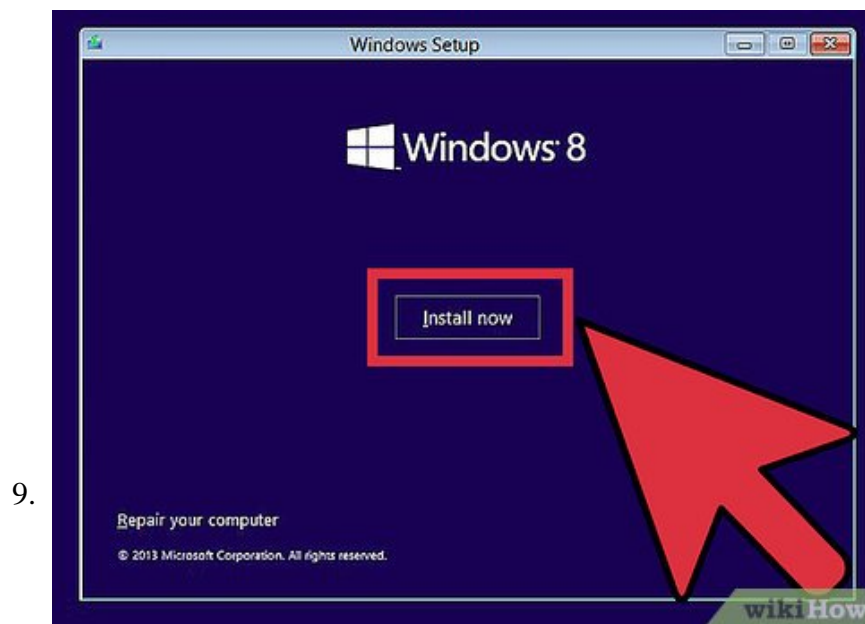 Windows Setup
Windows 8
Install now
9.
Repair your computer
© 2013 Microsoft Corporation. All rights reserved.
wikiHow